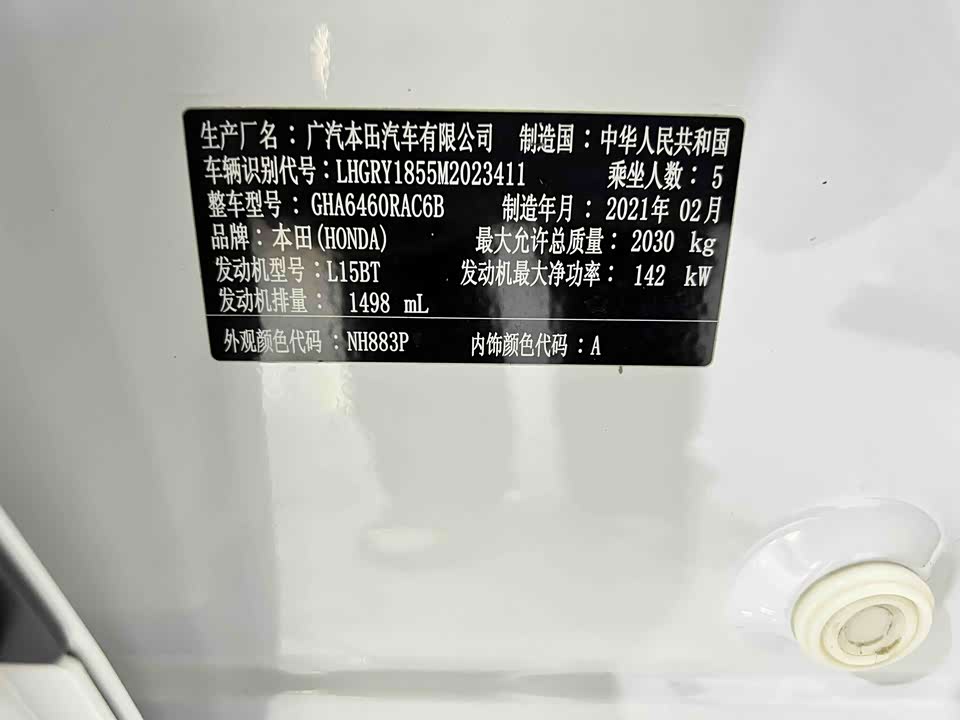 生产厂名：广汽本田汽车有限公司 制造国：中华人民共和国
车辆识别代号：LHGRY1855M2023411 乘坐人数：5
整车型号：GHA6460RAC6B 制造年月：2021年 02月
品牌：本田(HONDA) 最大允许总质量：2030 kg
发动机型号：L15BT 发动机最大净功率：142 kW
发动机排量：1498 mL
外观颜色代码：NH883P 内饰颜色代码：A